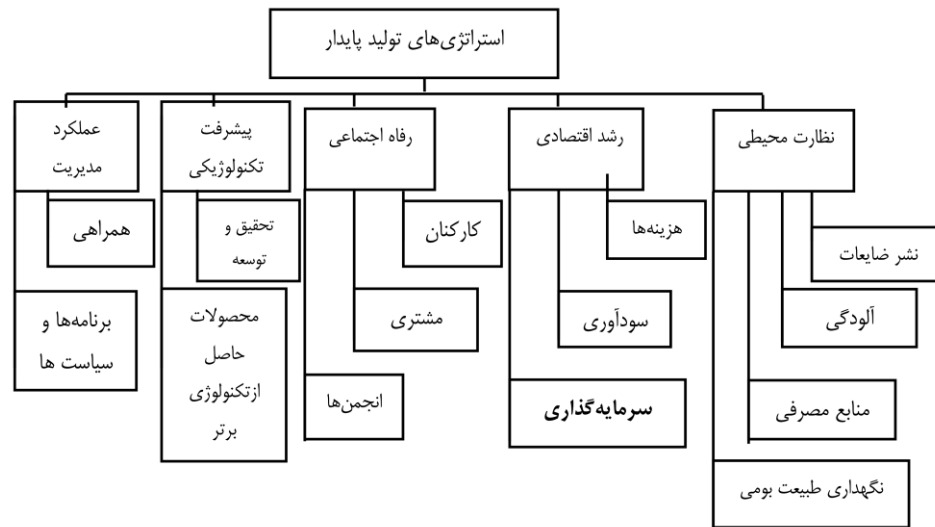 استراتژی‌های تولید پایدار
نظارت محیطی
رشد اقتصادی
رفاه اجتماعی
پیشرفت
تکنولوژیکی
عملکرد
مدیریت
نشر ضایعات
آلودگی
منابع مصرفی
نگهداری طبیعت بومی
هزینه‌ها
سودآوری
سرمایه‌گذاری
کارکنان
مشتری
انجمن‌ها
تحقیق و
توسعه
محصولات
حاصل
ازتکنولوژی
برتر
همراهی
برنامه‌ها و
سیاست ها